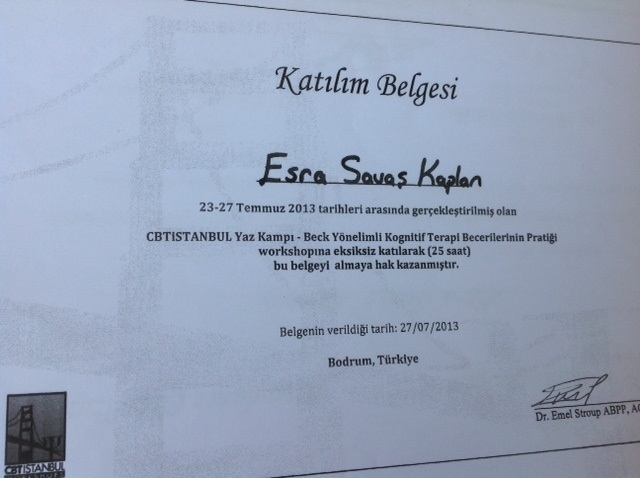 Katılım Belgesi
Esra Savaş Kaplan
23-27 Temmuz 2013 tarihleri arasında gerçekleştirilmiş olan
CBTİSTANBUL Yaz Kampı - Beck Yönelimli Kognitif Terapi Becerilerinin Pratiği
workshopına eksiksiz katılarak (25 saat)
bu belgeyi almaya hak kazanmıştır.
Belgenin verildiği tarih: 27/07/2013
Bodrum, Türkiye
Dr. Emel Stroup ABPP,
CBTISTANBUL